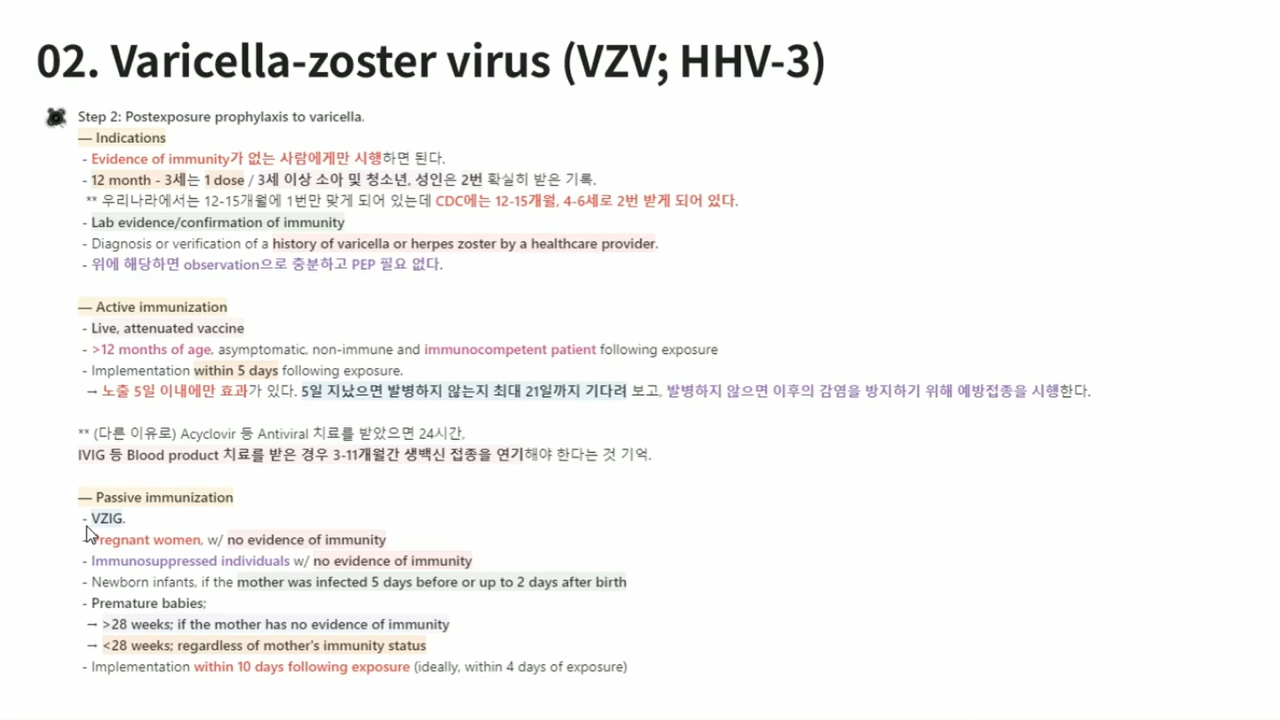 02. Varicella-zoster virus (VZV; HHV-3)
Step 2: Postexposure prophylaxis to varicella.
— Indications
- Evidence of immunity가 없는 사람에게만 시행하면 된다.
- 12 month - 3세는 1 dose / 3세 이상 소아 및 청소년, 성인은 2번 확실히 받은 기록.
** 우리나라에서는 12-15개월에 1번만 맞게 되어 있는데 CDC에는 12-15개월, 4-6세로 2번 받게 되어 있다.
- Lab evidence/confirmation of immunity
- Diagnosis or verification of a history of varicella or herpes zoster by a healthcare provider.
- 위에 해당하면 observation으로 충분하고 PEP 필요 없다.
— Active immunization
- Live, attenuated vaccine
- >12 months of age, asymptomatic, non-immune and immunocompetent patient following exposure
- Implementation within 5 days following exposure.
→ 노출 5일 이내에만 효과가 있다. 5일 지났으면 발병하지 않는지 최대 21일까지 기다려 보고, 발병하지 않으면 이후의 감염을 방지하기 위해 예방접종을 시행한다.
** (다른 이유로) Acyclovir 등 Antiviral 치료를 받았으면 24시간,
IVIG 등 Blood product 치료를 받은 경우 3-11개월간 생백신 접종을 연기해야 한다는 것 기억.
— Passive immunization
- VZIG.
- Pregnant women, w/ no evidence of immunity
- Immunosuppressed individuals w/ no evidence of immunity
- Newborn infants, if the mother was infected 5 days before or up to 2 days after birth
- Premature babies;
→ >28 weeks; if the mother has no evidence of immunity
→ <28 weeks; regardless of mother's immunity status
- Implementation within 10 days following exposure (ideally, within 4 days of exposure)